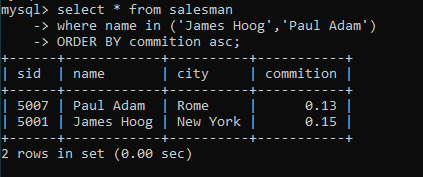 mysql> select * from salesman
    -> where name in ('James Hoog','Paul Adam')
    -> ORDER BY commition asc;
+------+------------+----------+-----------+
| sid  | name       | city     | commition |
+------+------------+----------+-----------+
| 5007 | Paul Adam  | Rome     |      0.13 |
| 5001 | James Hoog | New York |      0.15 |
+------+------------+----------+-----------+
2 rows in set (0.00 sec)